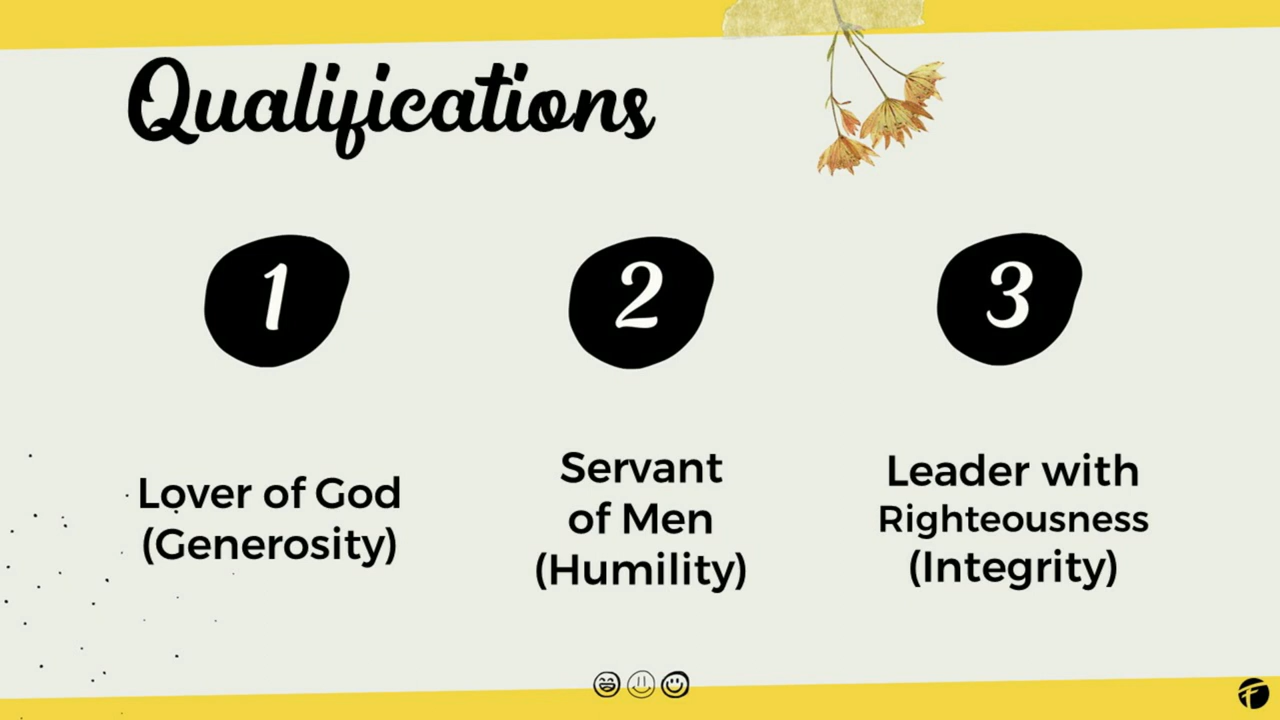 Qualifications
1
2
3
Lover of God
(Generosity)
Servant
of Men
(Humility)
Leader with
Righteousness
(Integrity)